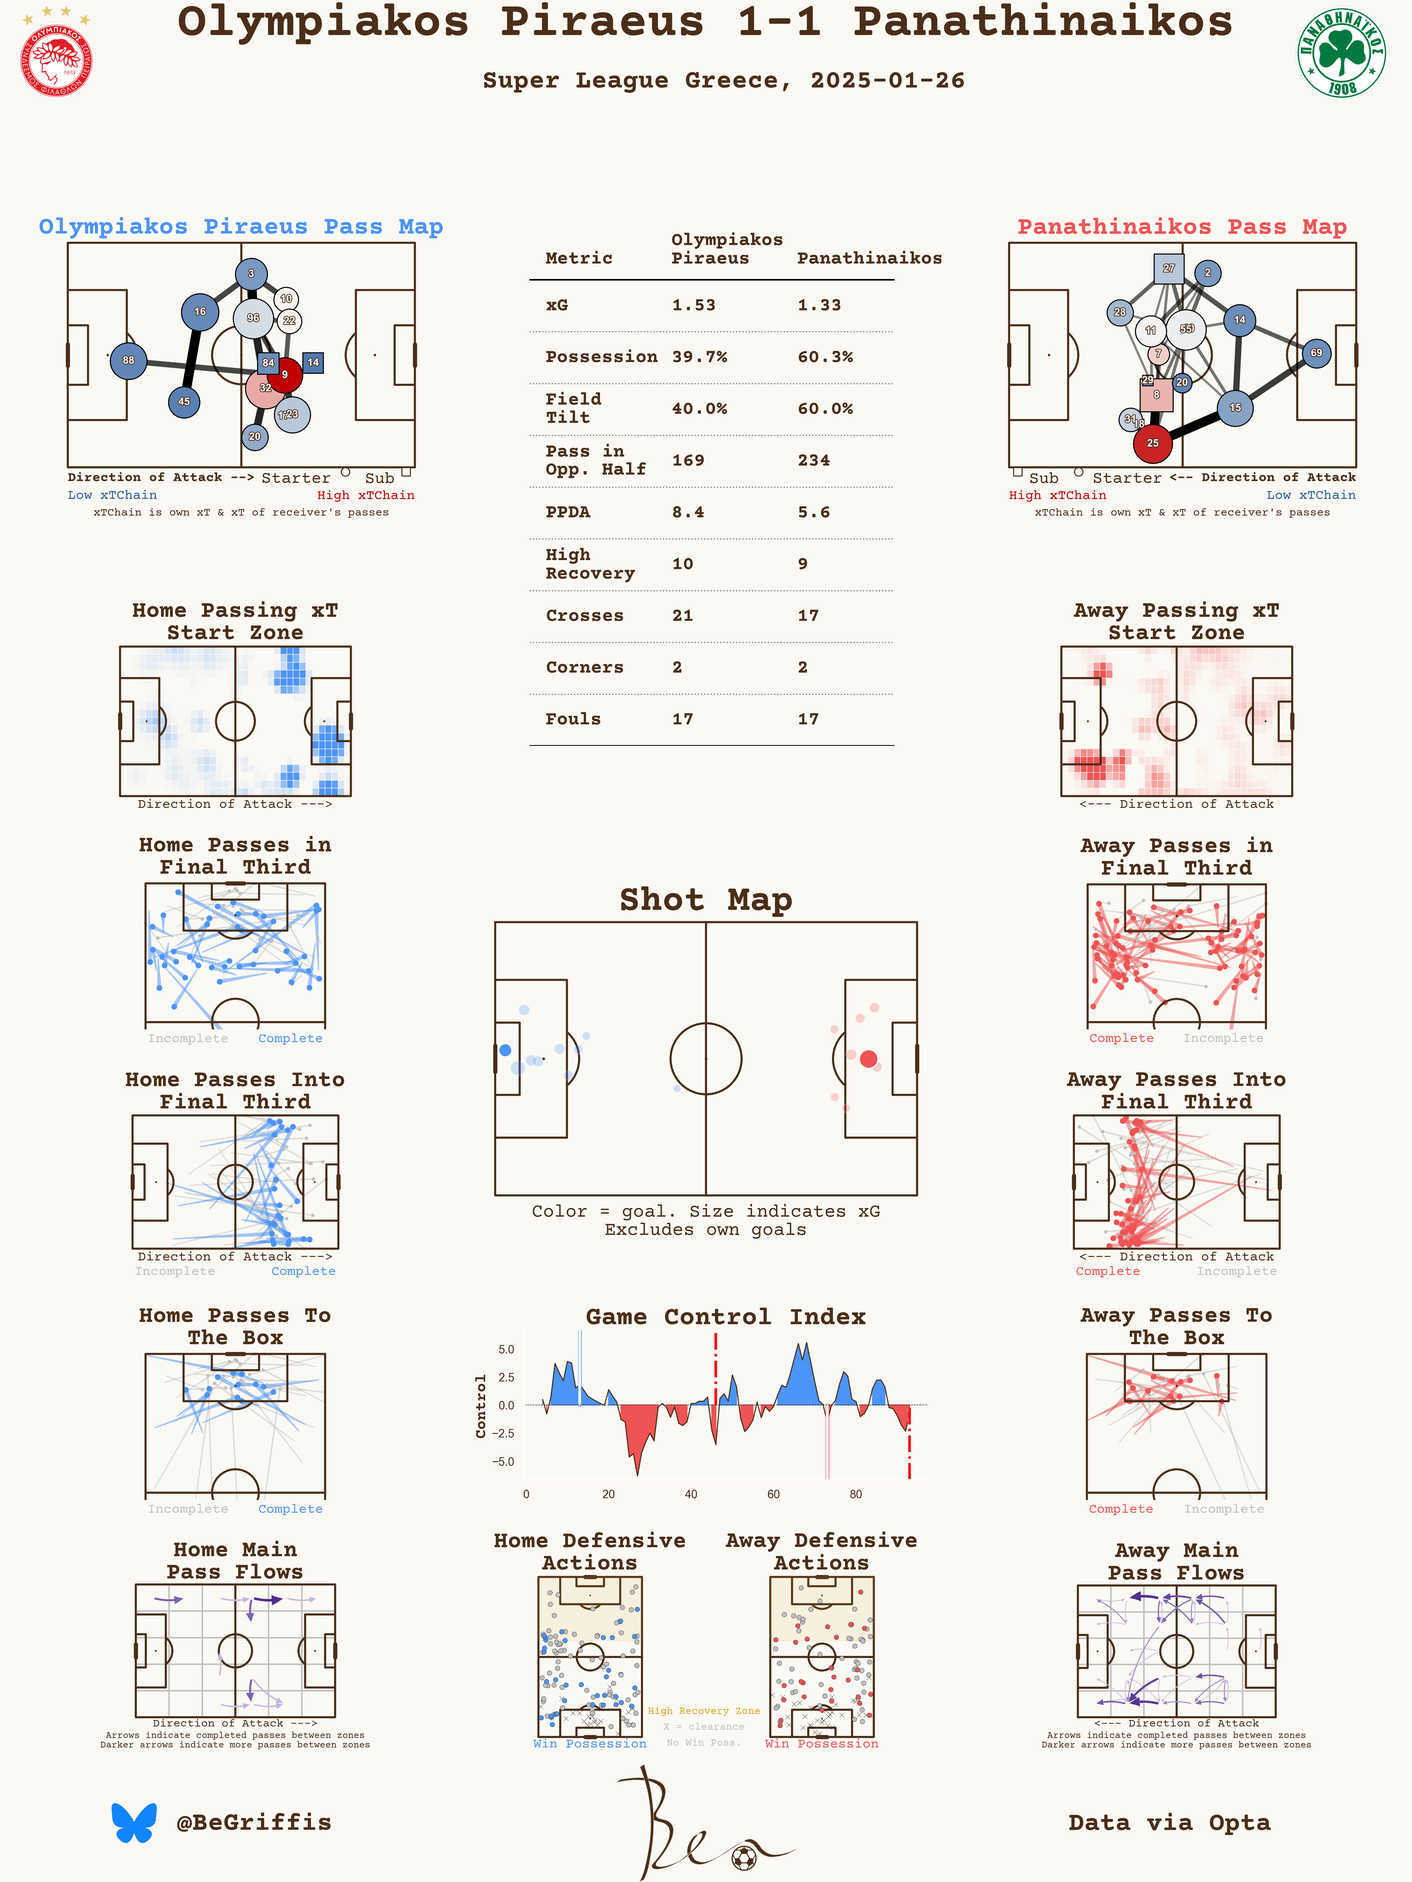 Olympiakos Piraeus 1-1 Panathinaikos
Super League Greece, 2025-01-26
ΟΛΥΜΠΙΑΚΟΣ
ΣΥΝΔΕΣΜΟΣ ΦΙΛΑΘΛΩΝ ΠΕΙΡΑΙΩΣ
1925
ΠΑΝΑΘΗΝΑΪΚΟΣ
1908
Olympiakos Piraeus Pass Map
3
10
16
96
22
88
84
14
9
32
45
23
20
Direction of Attack --> Starter Sub
Low xTChain High xTChain
xTChain is own xT & xT of receiver's passes
Metric Olympiakos Piraeus Panathinaikos
xG 1.53 1.33
Possession 39.7% 60.3%
Field Tilt 40.0% 60.0%
Pass in Opp. Half 169 234
PPDA 8.4 5.6
High Recovery 10 9
Crosses 21 17
Corners 2 2
Fouls 17 17
Panathinaikos Pass Map
27
2
28
14
11
7
69
29
20
8
15
31
18
25
Sub Starter <-- Direction of Attack
High xTChain Low xTChain
xTChain is own xT & xT of receiver's passes
Home Passing xT
Start Zone
Direction of Attack --->
Away Passing xT
Start Zone
<--- Direction of Attack
Home Passes in
Final Third
Incomplete Complete
Away Passes in
Final Third
Complete Incomplete
Shot Map
Color = goal. Size indicates xG
Excludes own goals
Home Passes Into
Final Third
Direction of Attack --->
Incomplete Complete
Away Passes Into
Final Third
<--- Direction of Attack
Complete Incomplete
Home Passes To
The Box
Incomplete Complete
Game Control Index
Control
5.0
2.5
0.0
−2.5
−5.0
0 20 40 60 80
Away Passes To
The Box
Complete Incomplete
Home Main
Pass Flows
Direction of Attack --->
Arrows indicate completed passes between zones
Darker arrows indicate more passes between zones
Home Defensive
Actions
Win Possession
High Recovery Zone
X = clearance
No Win Poss.
Away Defensive
Actions
Win Possession
Away Main
Pass Flows
<--- Direction of Attack
Arrows indicate completed passes between zones
Darker arrows indicate more passes between zones
@BeGriffis
Ben
Data via Opta